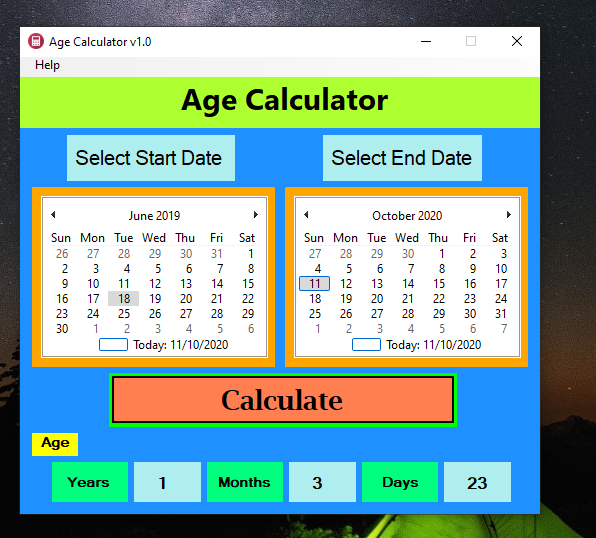 Age Calculator v1.0
Help
Age Calculator
Select Start Date
Select End Date
June 2019
Sun Mon Tue Wed Thu Fri Sat
26 27 28 29 30 31 1
2 3 4 5 6 7 8
9 10 11 12 13 14 15
16 17 18 19 20 21 22
23 24 25 26 27 28 29
30 1 2 3 4 5 6
Today: 11/10/2020
October 2020
Sun Mon Tue Wed Thu Fri Sat
27 28 29 30 1 2 3
4 5 6 7 8 9 10
11 12 13 14 15 16 17
18 19 20 21 22 23 24
25 26 27 28 29 30 31
1 2 3 4 5 6 7
Today: 11/10/2020
Calculate
Age
Years 1 Months 3 Days 23